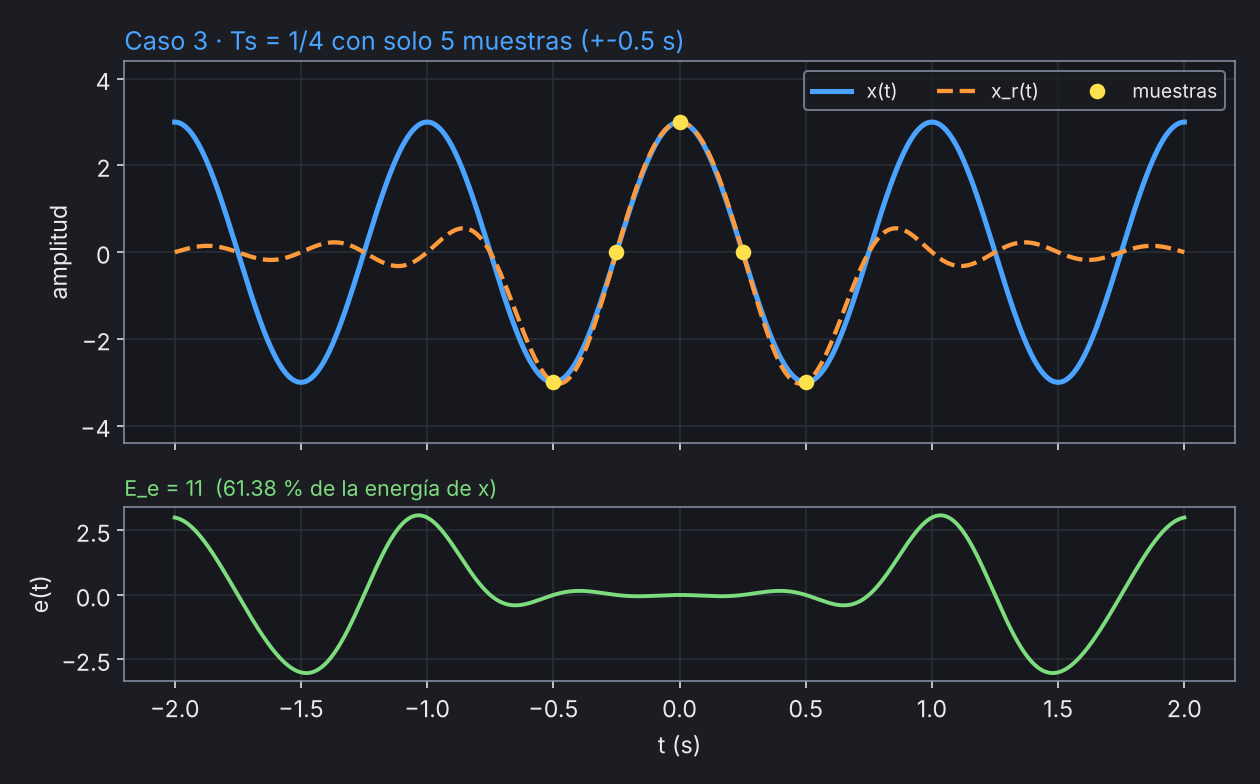 Caso 3 · Ts = 1/4 con solo 5 muestras (+-0.5 s)
x(t) x_r(t) muestras
4
2
0
−2
−4
amplitud
E_e = 11 (61.38 % de la energía de x)
2.5
0.0
−2.5
e(t)
−2.0 −1.5 −1.0 −0.5 0.0 0.5 1.0 1.5 2.0
t (s)